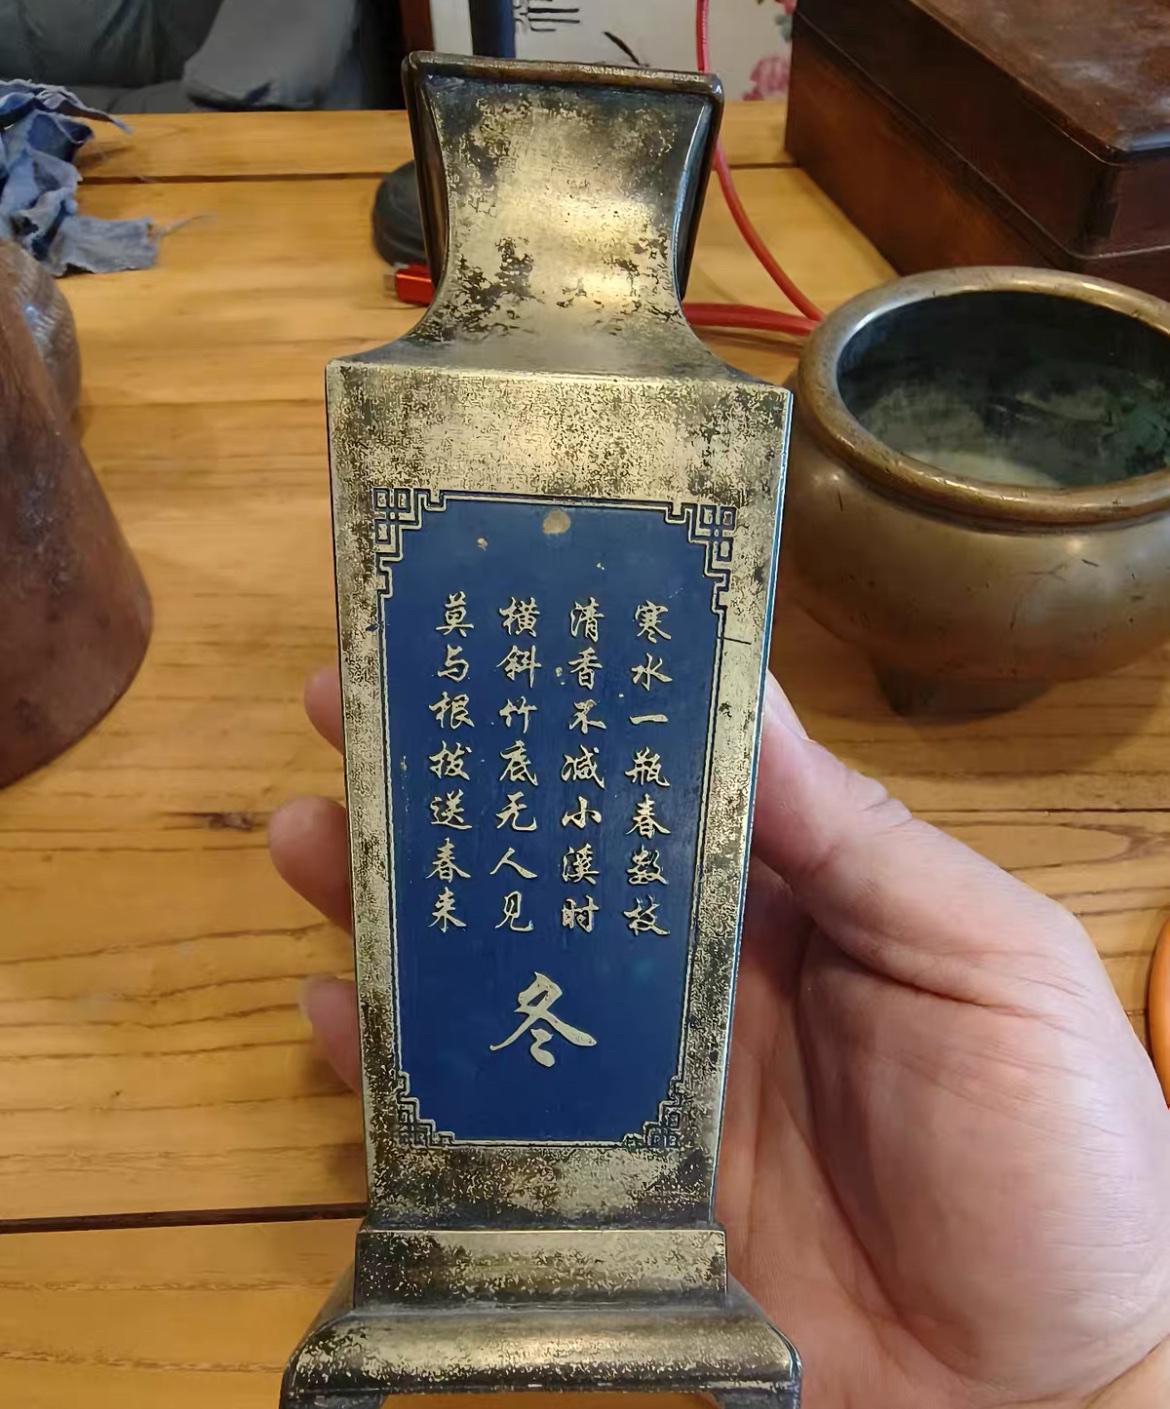 寒水一瓶春数枝
清香不减小溪时
横斜竹底无人见
莫与根拔送春来
冬